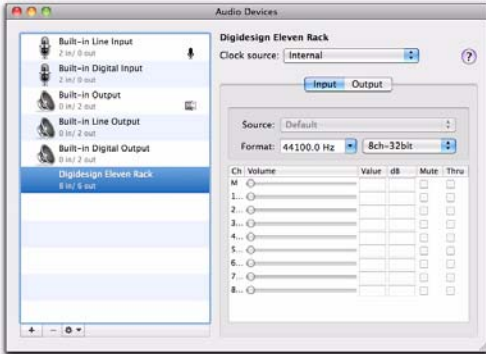 Audio Devices
Built-in Line Input
2 in/ 0 out
Built-in Digital Input
2 in/ 0 out
Built-in Output
0 in/ 2 out
Built-in Line Output
0 in/ 2 out
Built-in Digital Output
0 in/ 2 out
Digidesign Eleven Rack
8 in/ 6 out
Digidesign Eleven Rack
Clock source: Internal
?
Input Output
Source: Default
Format: 44100.0 Hz 8ch-32bit
Ch Volume Value dB Mute Thru
M
1...
2...
3...
4...
5...
6...
7...
8...